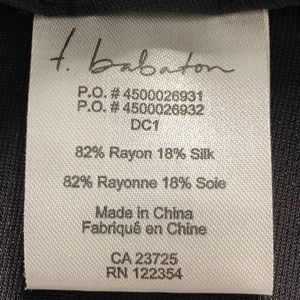 t. babaton
P.O. # 4500026931
P.O. # 4500026932
DC1
82% Rayon 18% Silk
82% Rayonne 18% Soie
Made in China
Fabriqué en Chine
CA 23725
RN 122354